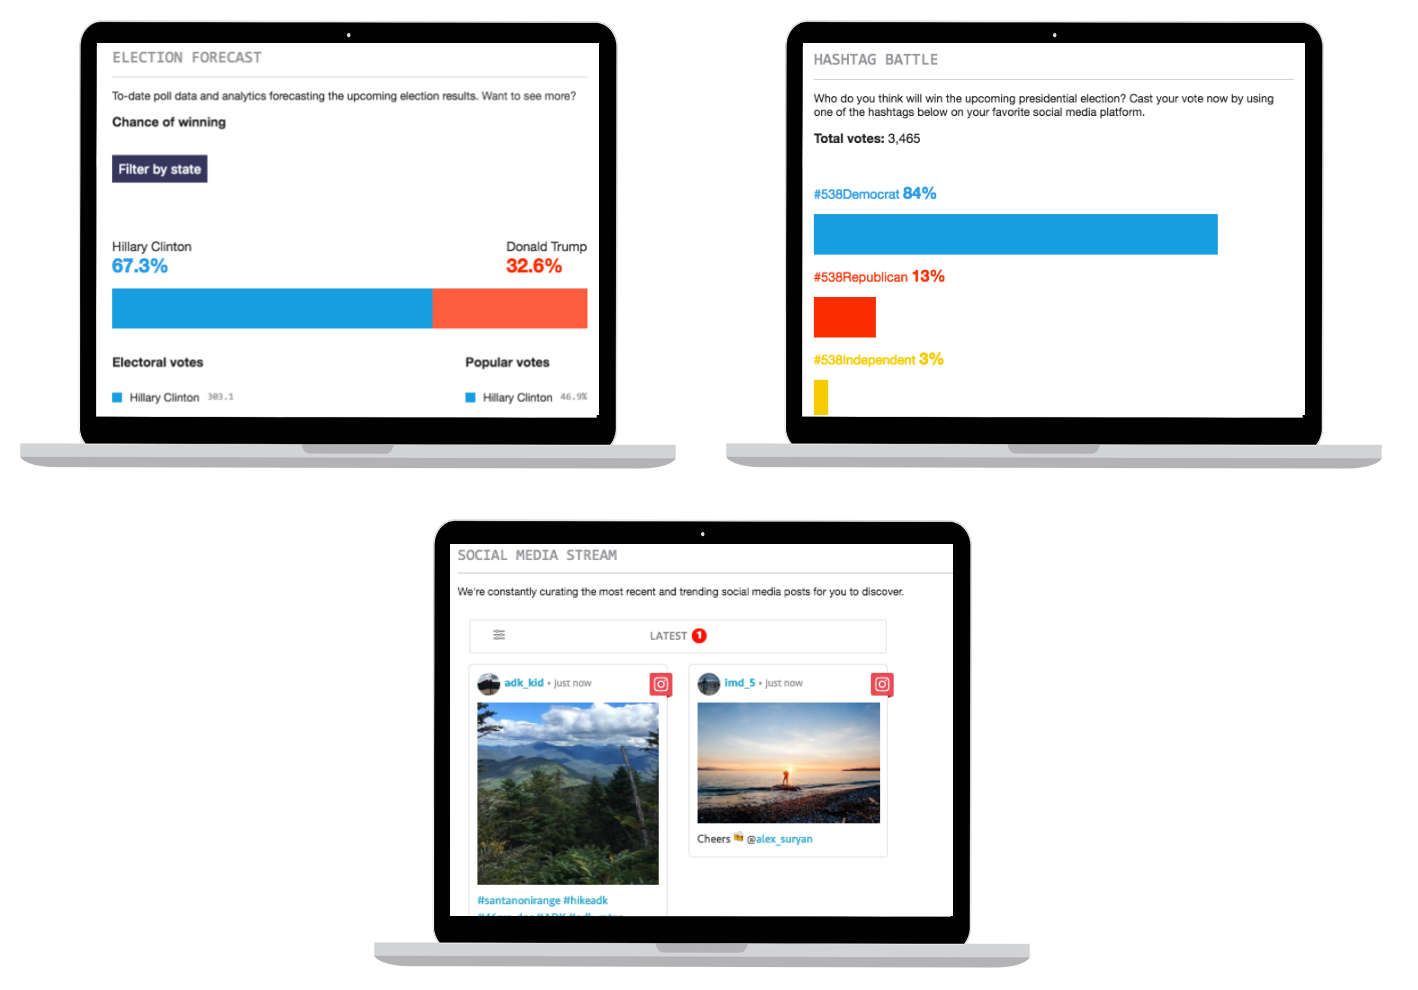 ELECTION FORECAST
To-date poll data and analytics forecasting the upcoming election results. Want to see more?
Chance of winning
Filter by state
Hillary Clinton
Donald Trump
67.3%
32.6%
Electoral votes
Popular votes
Hillary Clinton 303.1
Hillary Clinton 46.9%
HASHTAG BATTLE
Who do you think will win the upcoming presidential election? Cast your vote now by using
one of the hashtags below on your favorite social media platform.
Total votes: 3,465
#538Democrat 84%
#538Republican 13%
#538Independent 3%
SOCIAL MEDIA STREAM
We're constantly curating the most recent and trending social media posts for you to discover.
LATEST 1
adk_kid • just now
#santanonirange #hikeadk
imd_5 • just now
Cheers 🍻 @alex_suryan